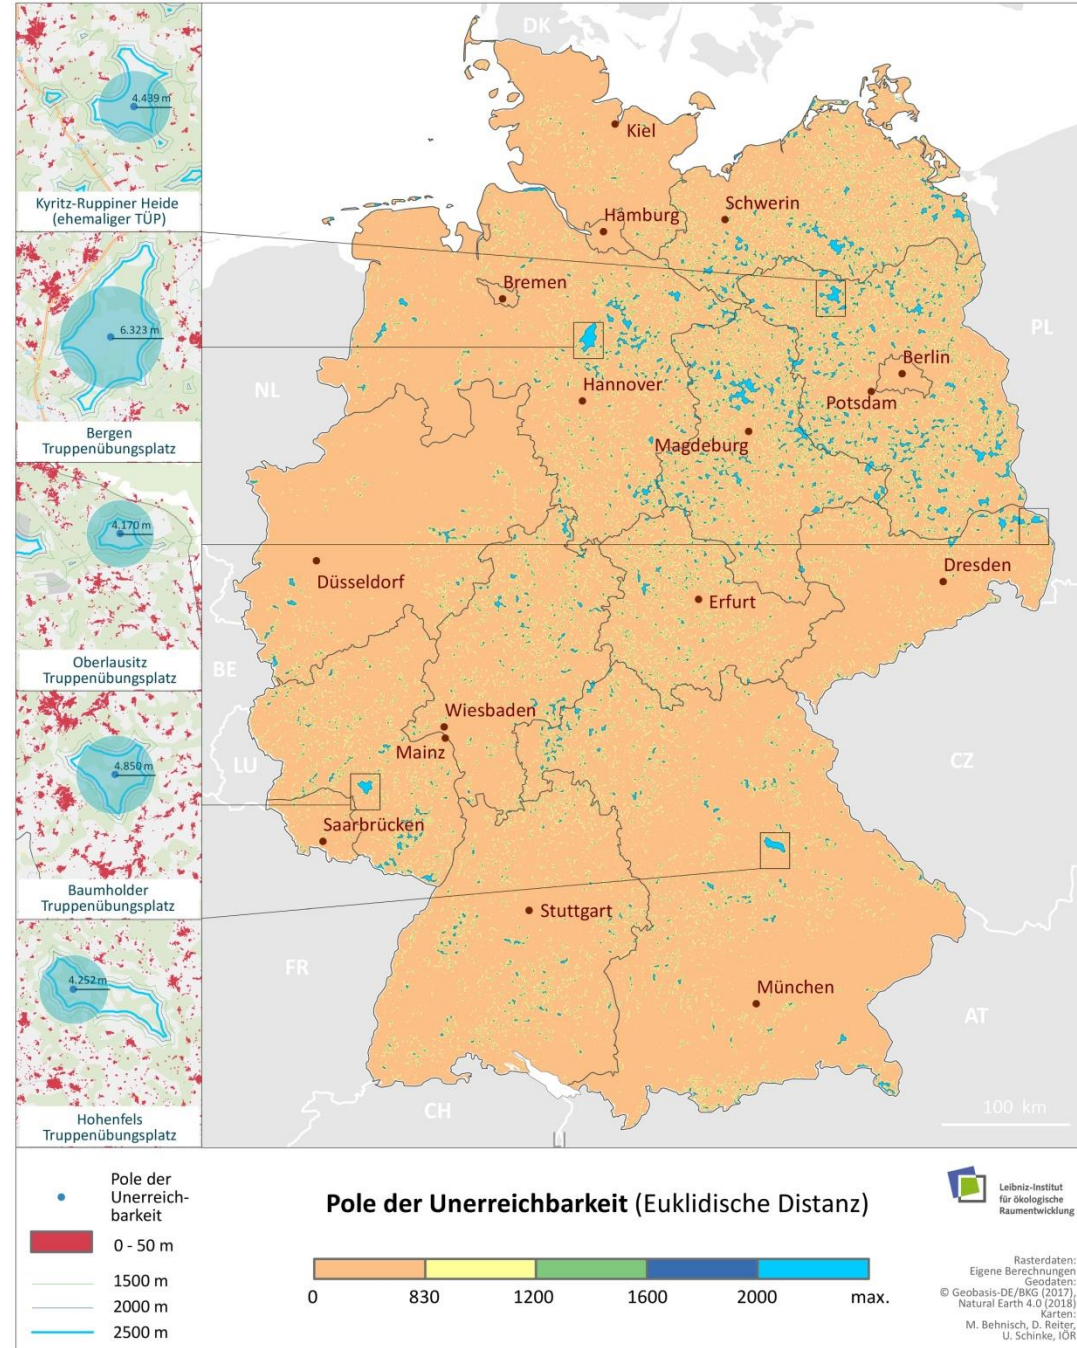 4.439 m
Kyritz-Ruppiner Heide
(ehemaliger TÜP)
6.323 m
Bergen
Truppenübungsplatz
4.170 m
Oberlausitz
Truppenübungsplatz
4.850 m
Baumholder
Truppenübungsplatz
4.252 m
Hohenfels
Truppenübungsplatz
DK
Kiel
Schwerin
Hamburg
Bremen
PL
Berlin
NL
Hannover
Potsdam
Magdeburg
Dresden
Düsseldorf
Erfurt
BE
Wiesbaden
Mainz
LU
CZ
Saarbrücken
Stuttgart
FR
München
AT
CH
LI
100 km
Pole der
Unerreich-
barkeit
0 - 50 m
1500 m
2000 m
2500 m
Pole der Unerreichbarkeit (Euklidische Distanz)
0 830 1200 1600 2000 max.
Leibniz-Institut
für ökologische
Raumentwicklung
Rasterdaten:
Eigene Berechnungen
Geodaten:
© Geobasis-DE/BKG (2017),
Natural Earth 4.0 (2018)
Karten:
M. Behnisch, D. Reiter,
U. Schinke, IÖR